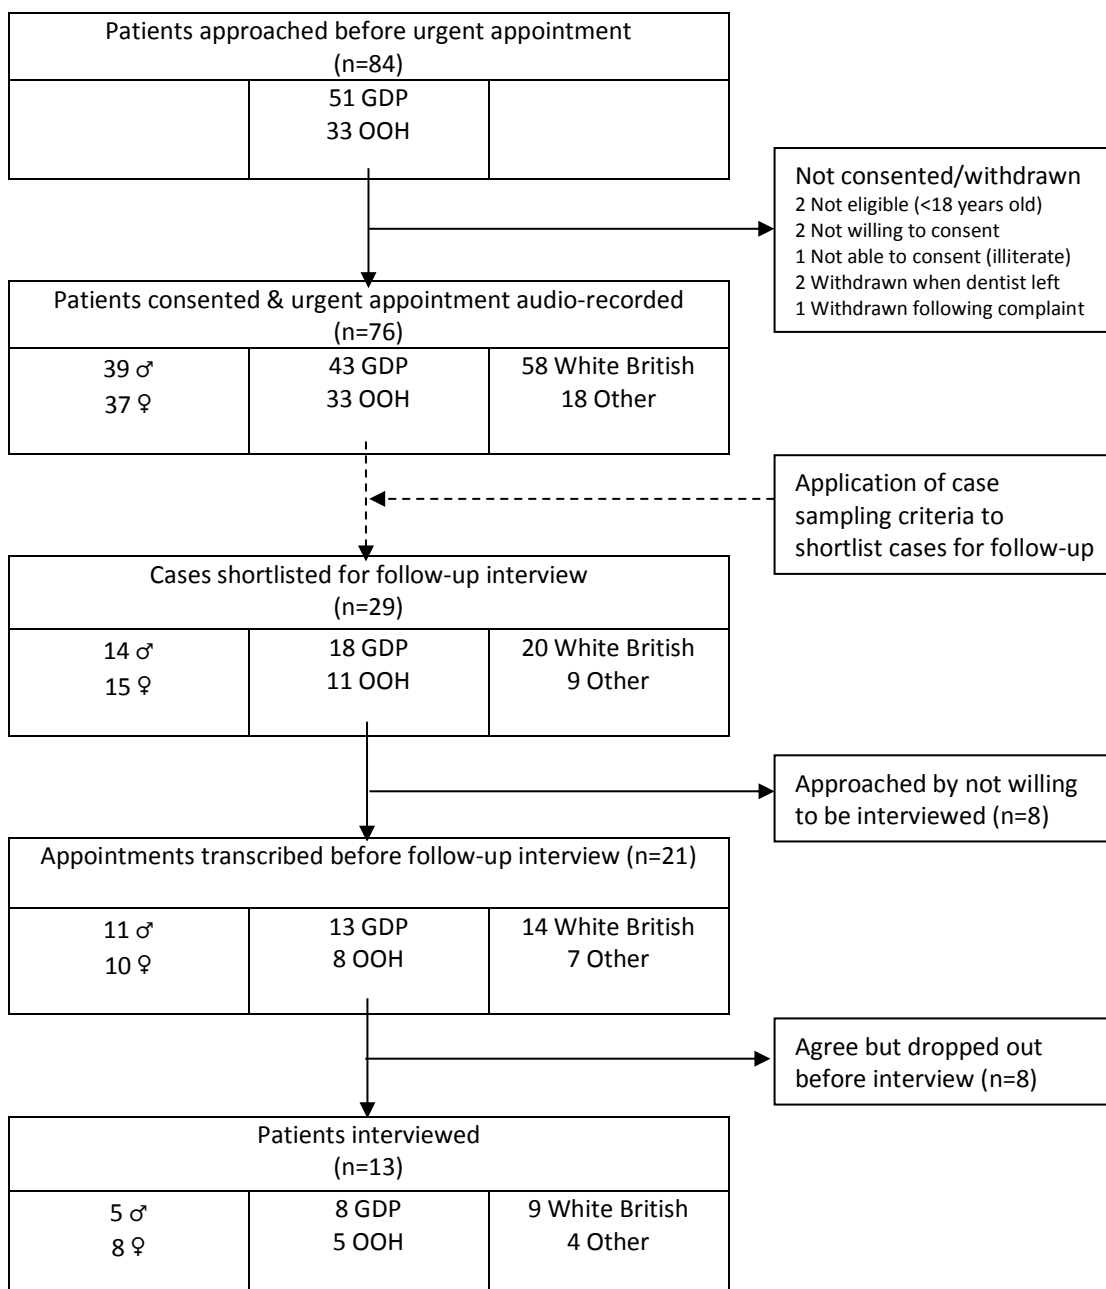 Patients approached before urgent appointment
(n=84)
51 GDP
33 OOH
Not consented/withdrawn
2 Not eligible (<18 years old)
2 Not willing to consent
1 Not able to consent (illiterate)
2 Withdrawn when dentist left
1 Withdrawn following complaint
Patients consented & urgent appointment audio-recorded
(n=76)
39 ♂
37 ♀
43 GDP
33 OOH
58 White British
18 Other
Application of case
sampling criteria to
shortlist cases for follow-up
Cases shortlisted for follow-up interview
(n=29)
14 ♂
15 ♀
18 GDP
11 OOH
20 White British
9 Other
Approached by not willing
to be interviewed (n=8)
Appointments transcribed before follow-up interview (n=21)
11 ♂
10 ♀
13 GDP
8 OOH
14 White British
7 Other
Agree but dropped out
before interview (n=8)
Patients interviewed
(n=13)
5 ♂
8 ♀
8 GDP
5 OOH
9 White British
4 Other